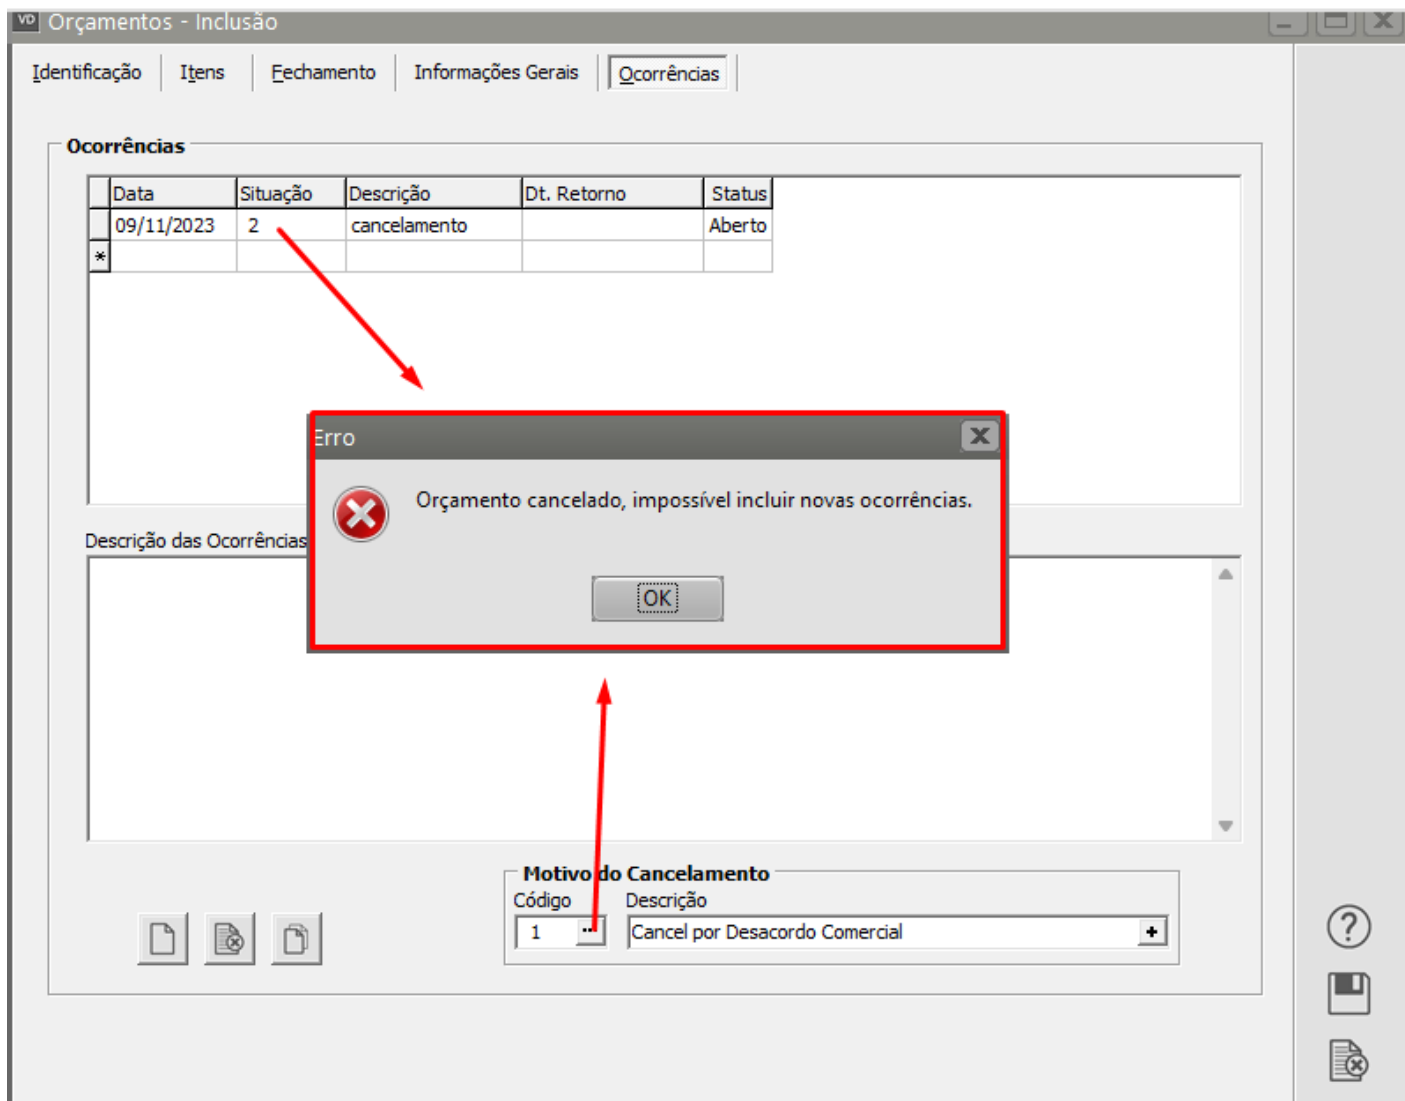 VD Orçamentos - Inclusão
Identificação Itens Fechamento Informações Gerais Ocorrências
Ocorrências
Data Situação Descrição Dt. Retorno Status
09/11/2023 2 cancelamento Aberto
*
Erro
Orçamento cancelado, impossível incluir novas ocorrências.
OK
Descrição das Ocorrências
Motivo do Cancelamento
Código Descrição
1 ... Cancel por Desacordo Comercial +
?